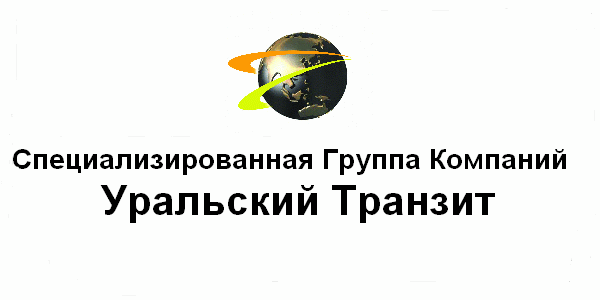 Специализированная Группа Компаний
Уральский Транзит